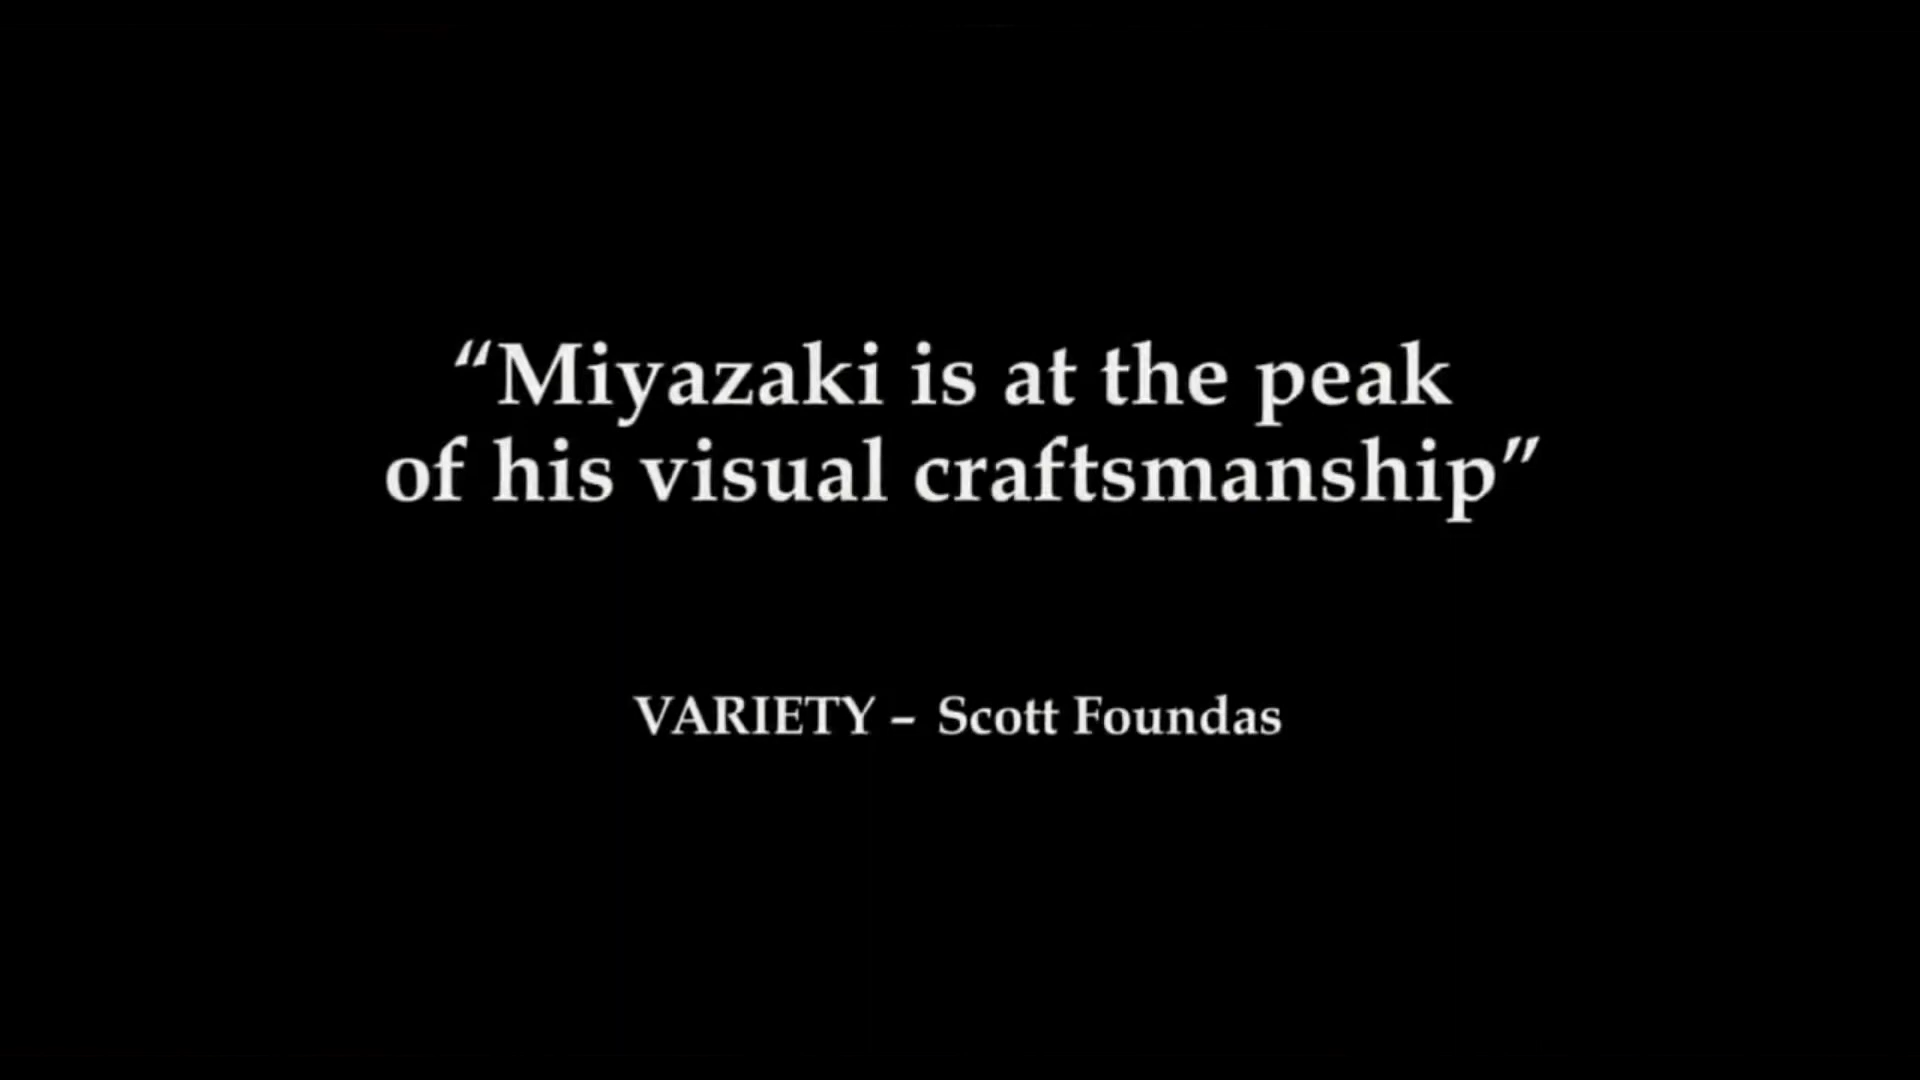 “Miyazaki is at the peak
of his visual craftsmanship”
VARIETY – Scott Foundas